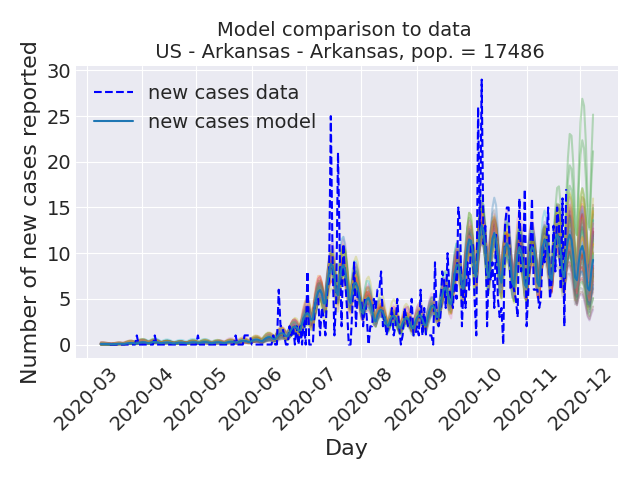 Model comparison to data
US - Arkansas - Arkansas, pop. = 17486
Number of new cases reported
30
25
20
15
10
5
0
new cases data
new cases model
2020-03
2020-04
2020-05
2020-06
2020-07
2020-08
2020-09
2020-10
2020-11
2020-12
Day